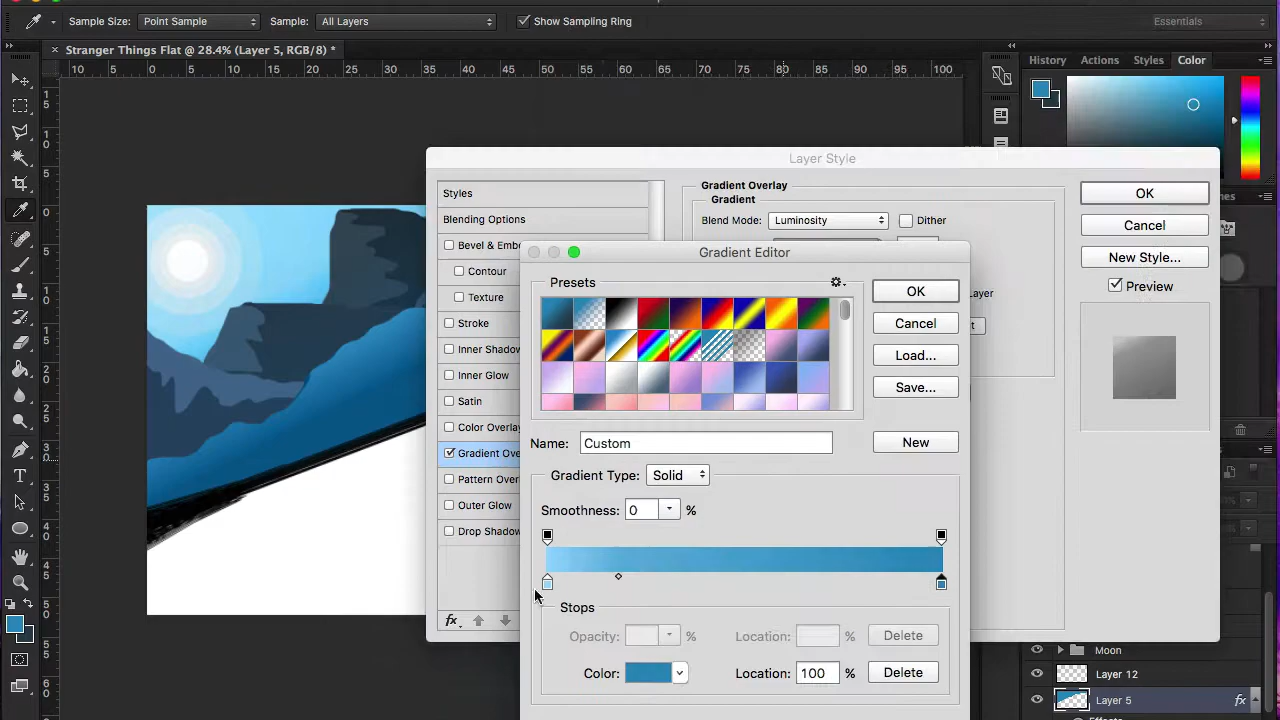 Sample Size: Point Sample Sample: All Layers Show Sampling Ring Essentials
× Stranger Things Flat @ 28.4% (Layer 5, RGB/8) *
10 5 0 5 10 15 20 25 30 35 40 45 50 55 60 65 70 75 80 85 90 95 100
History Actions Styles Color
Layer Style
Styles
Blending Options
Bevel & Embo
Contour
Texture
Stroke
Inner Shadow
Inner Glow
Satin
Color Overlay
Gradient Ove
Pattern Over
Outer Glow
Drop Shadow
fx
Gradient Overlay
Gradient
Blend Mode: Luminosity Dither
Layer
OK
Cancel
New Style...
Preview
Gradient Editor
Presets
OK
Cancel
Load...
Save...
Name: Custom New
Gradient Type: Solid
Smoothness: 0 %
Stops
Opacity: % Location: % Delete
Color: Location: 100 % Delete
Moon
Layer 12
Layer 5 fx
Effects